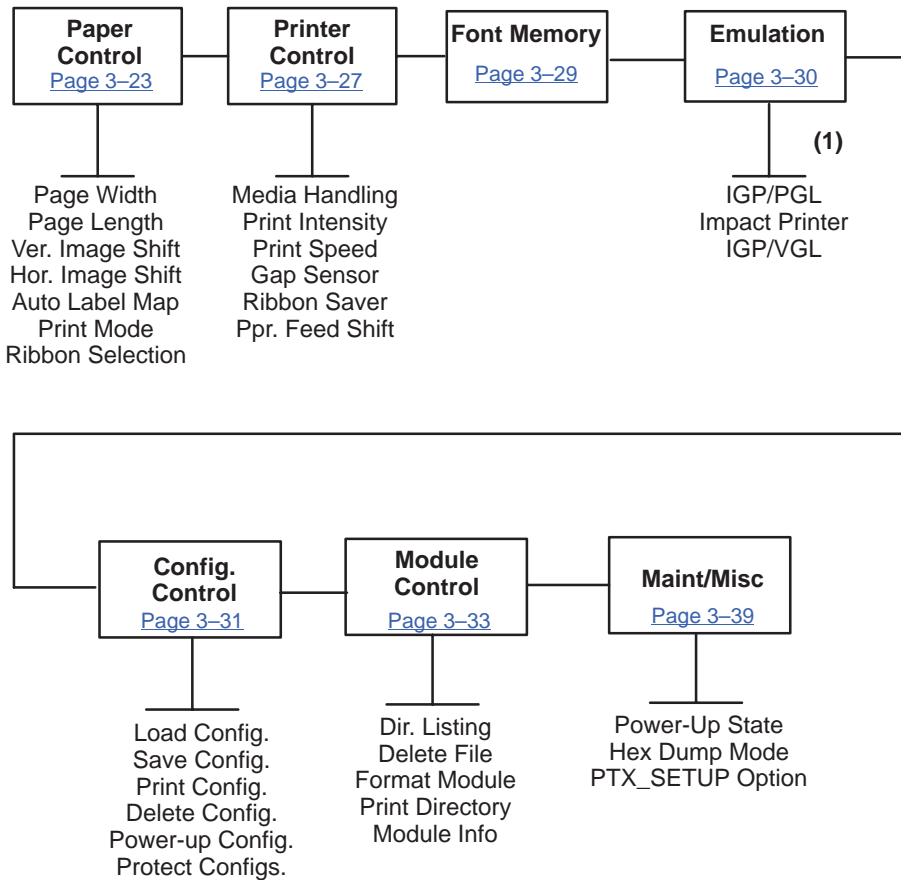 Paper
Control
Page 3–23
Printer
Control
Page 3–27
Font Memory
Page 3–29
Emulation
Page 3–30
(1)
Page Width
Page Length
Ver. Image Shift
Hor. Image Shift
Auto Label Map
Print Mode
Ribbon Selection
Media Handling
Print Intensity
Print Speed
Gap Sensor
Ribbon Saver
Ppr. Feed Shift
IGP/PGL
Impact Printer
IGP/VGL
Config.
Control
Page 3–31
Module
Control
Page 3–33
Maint/Misc
Page 3–39
Load Config.
Save Config.
Print Config.
Delete Config.
Power-up Config.
Protect Configs.
Dir. Listing
Delete File
Format Module
Print Directory
Module Info
Power-Up State
Hex Dump Mode
PTX_SETUP Option